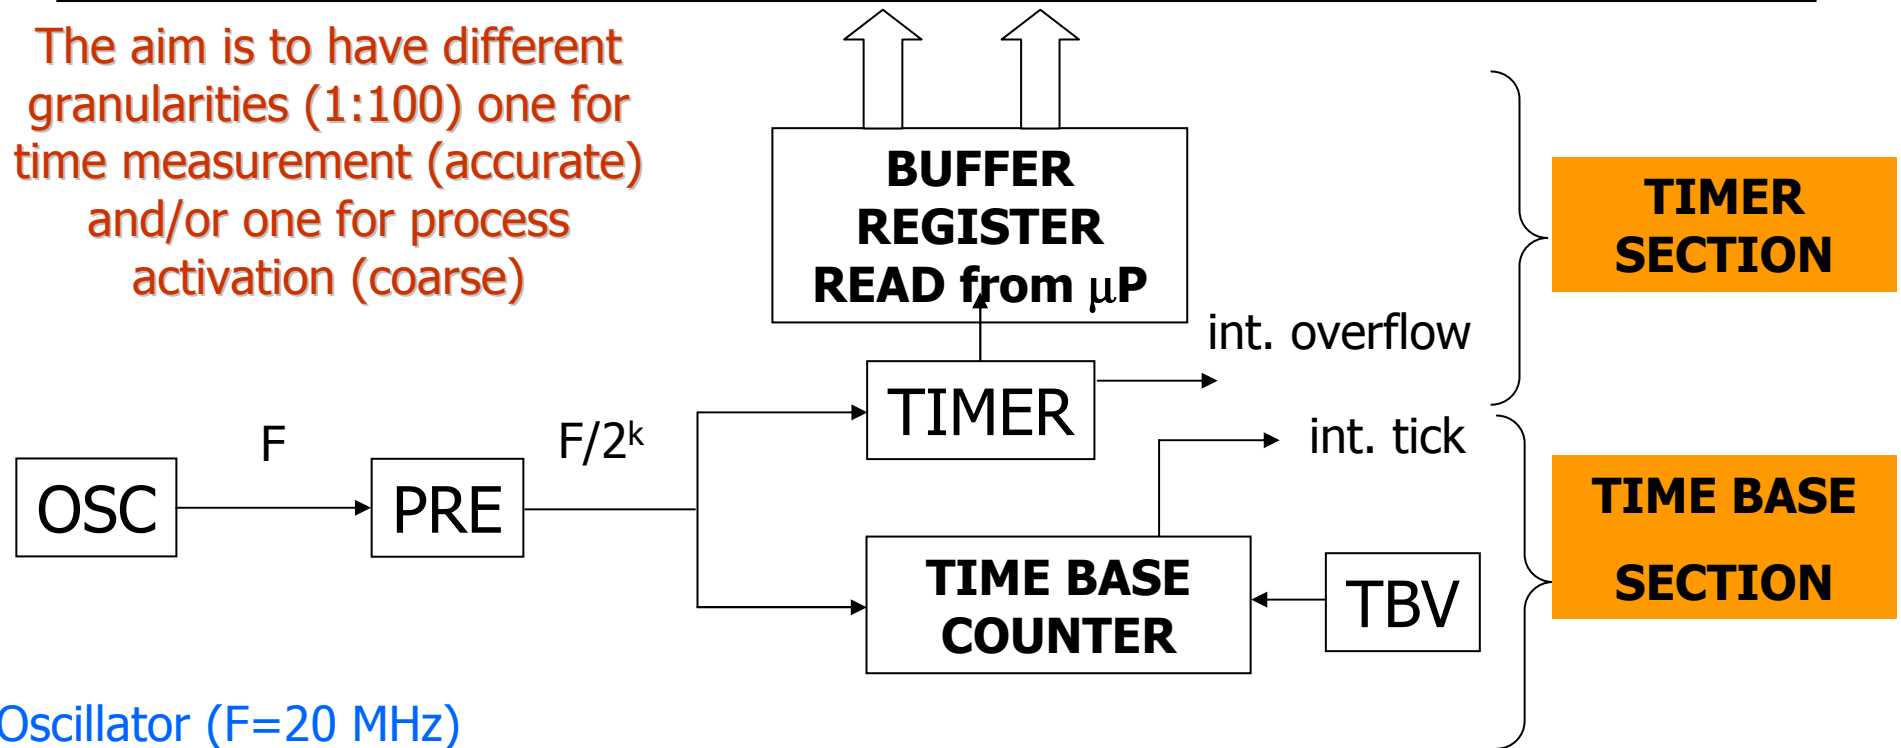 The aim is to have different
granularities (1:100) one for
time measurement (accurate)
and/or one for process
activation (coarse)
BUFFER
REGISTER
READ from μP
TIMER
SECTION
int. overflow
TIMER
int. tick
F
F/2ᵏ
OSC
PRE
TIME BASE
SECTION
TIME BASE
COUNTER
TBV
Oscillator (F=20 MHz)